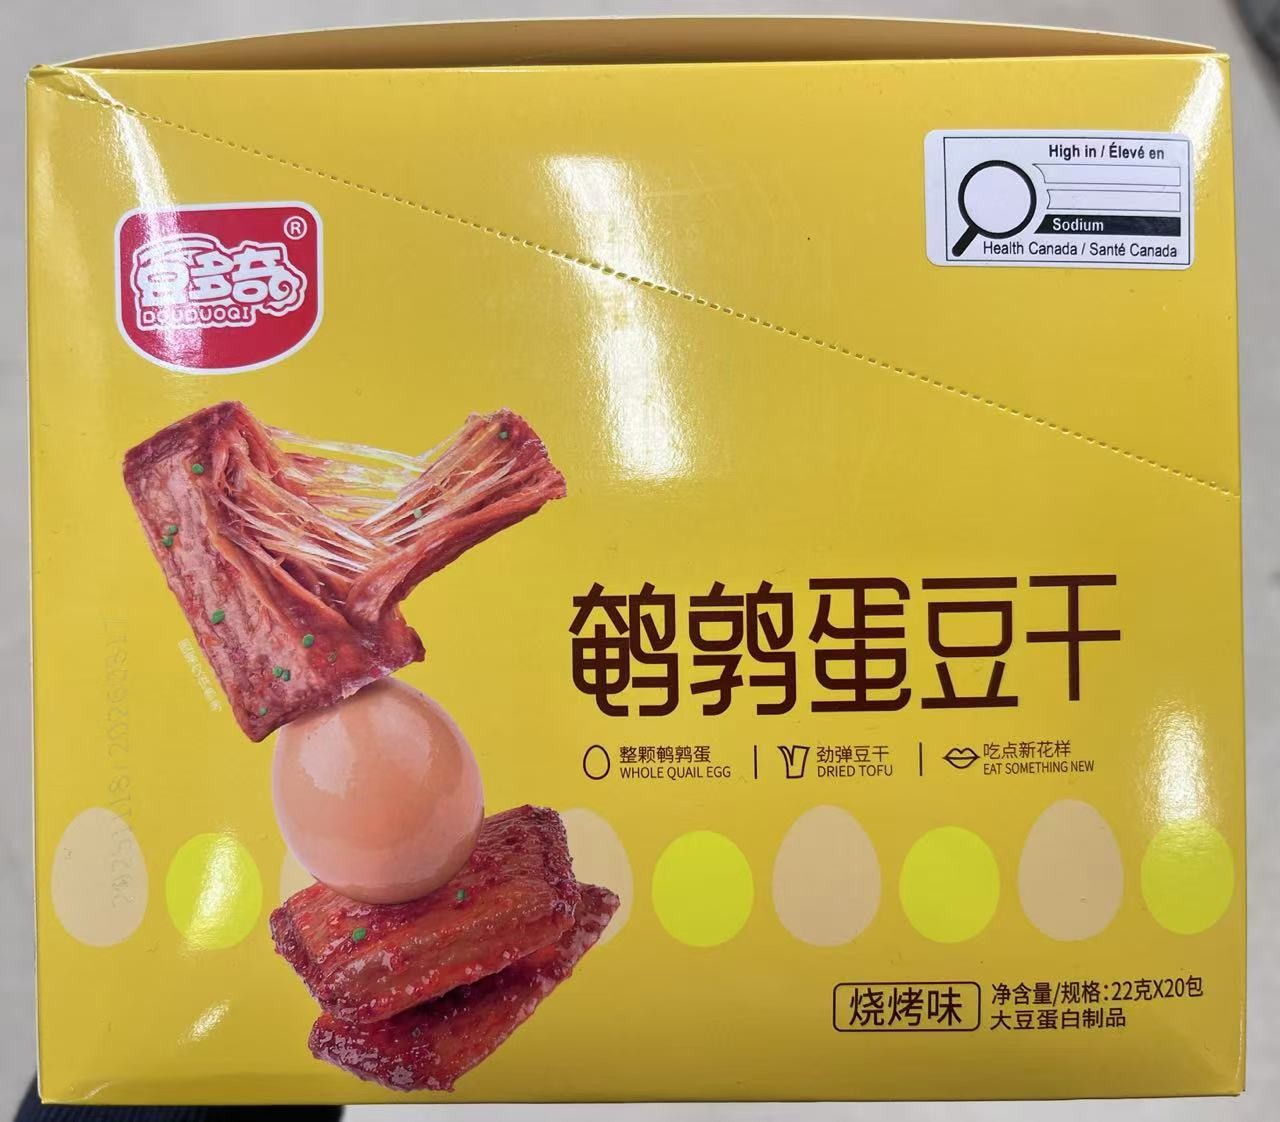 High in / Élevé en
Sodium
Health Canada / Santé Canada
豆多奇®
DOUDUOQI
鹌鹑蛋豆干
整颗鹌鹑蛋
WHOLE QUAIL EGG
劲弹豆干
DRIED TOFU
吃点新花样
EAT SOMETHING NEW
烧烤味
净含量/规格:22克X20包
大豆蛋白制品